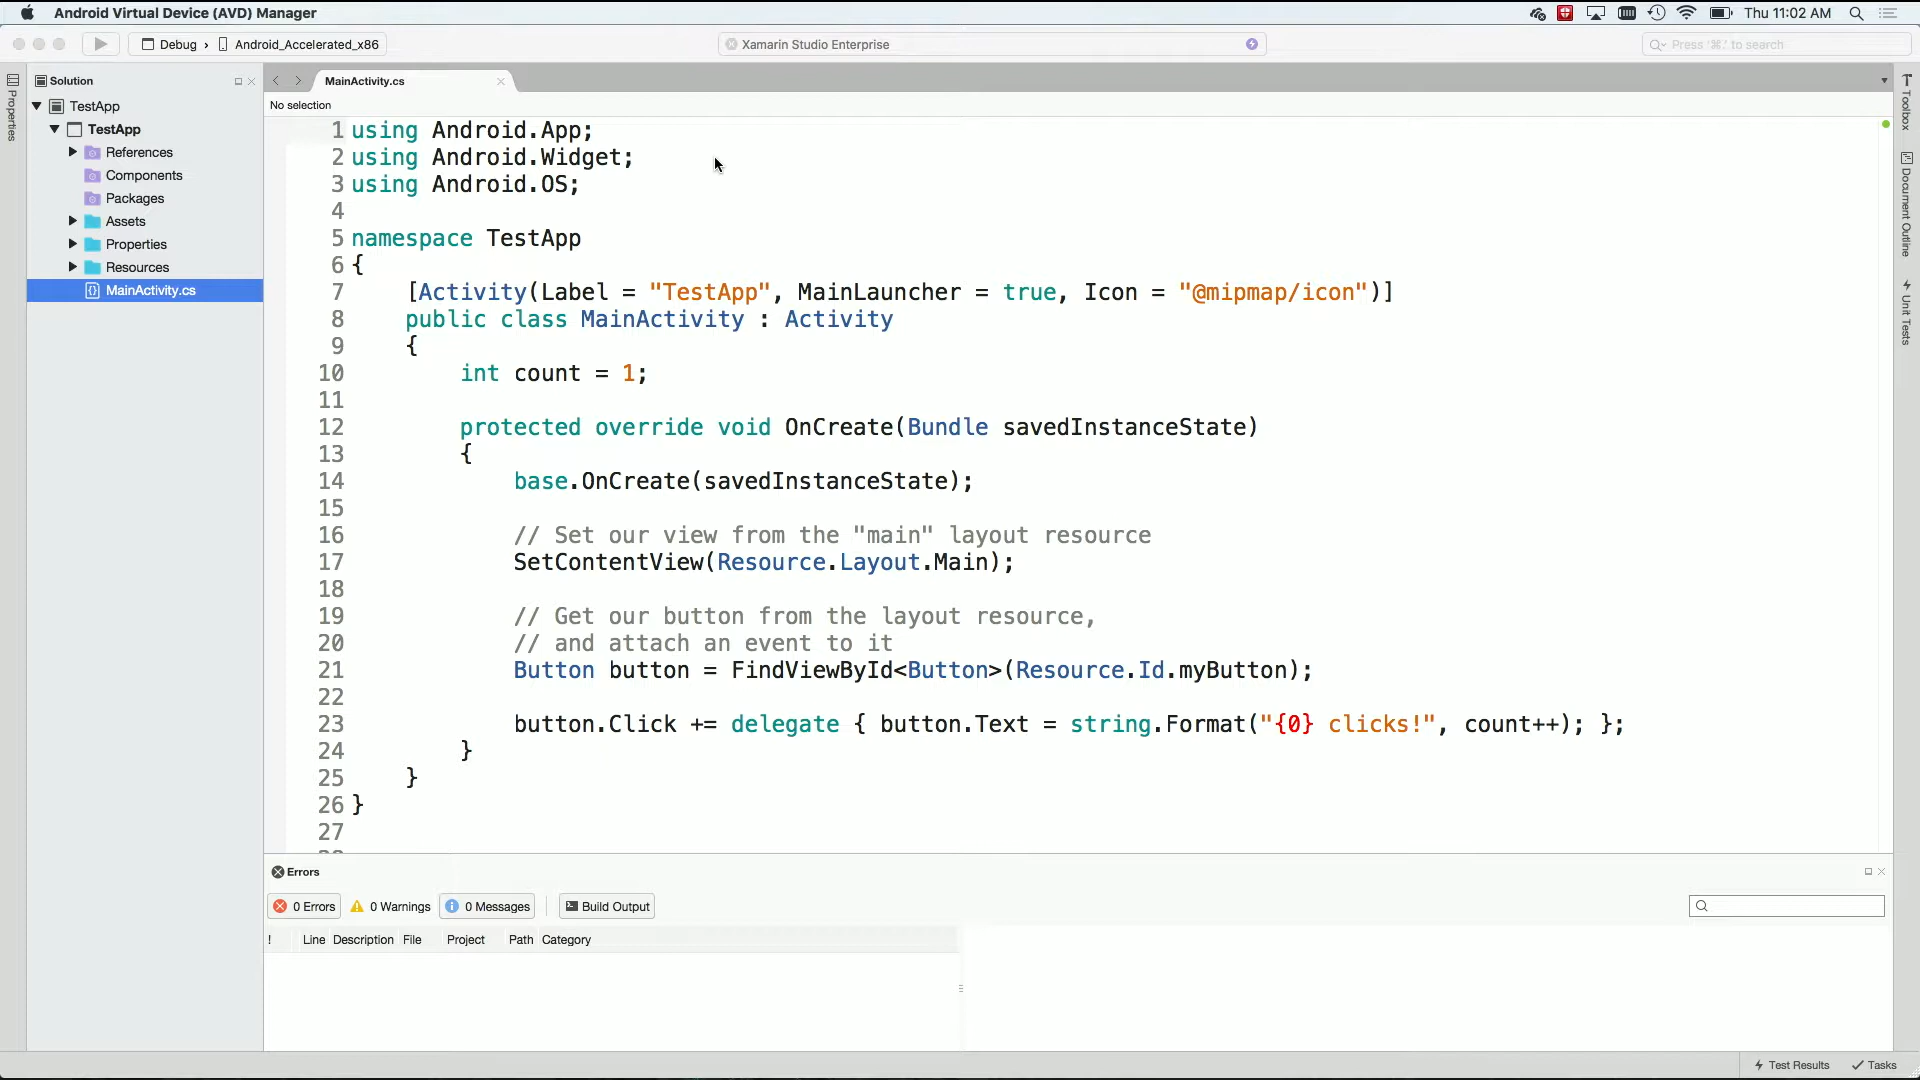 Android Virtual Device (AVD) Manager
Thu 11:02 AM
Debug › Android_Accelerated_x86
Xamarin Studio Enterprise
Press '⌘.' to search
Properties
Solution
TestApp
TestApp
References
Components
Packages
Assets
Properties
Resources
MainActivity.cs
MainActivity.cs
No selection
1 using Android.App;
2 using Android.Widget;
3 using Android.OS;
4
5 namespace TestApp
6 {
7 [Activity(Label = "TestApp", MainLauncher = true, Icon = "@mipmap/icon")]
8 public class MainActivity : Activity
9 {
10 int count = 1;
11
12 protected override void OnCreate(Bundle savedInstanceState)
13 {
14 base.OnCreate(savedInstanceState);
15
16 // Set our view from the "main" layout resource
17 SetContentView(Resource.Layout.Main);
18
19 // Get our button from the layout resource,
20 // and attach an event to it
21 Button button = FindViewById<Button>(Resource.Id.myButton);
22
23 button.Click += delegate { button.Text = string.Format("{0} clicks!", count++); };
24 }
25 }
26 }
27
Toolbox
Document Outline
Unit Tests
Errors
0 Errors 0 Warnings 0 Messages Build Output
! Line Description File Project Path Category
Test Results Tasks